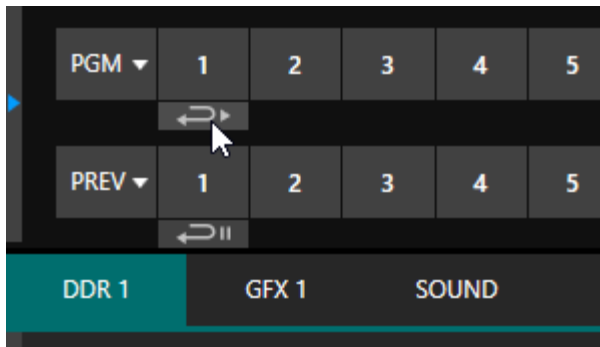 PGM 1 2 3 4 5
PREV 1 2 3 4 5
DDR 1 GFX 1 SOUND